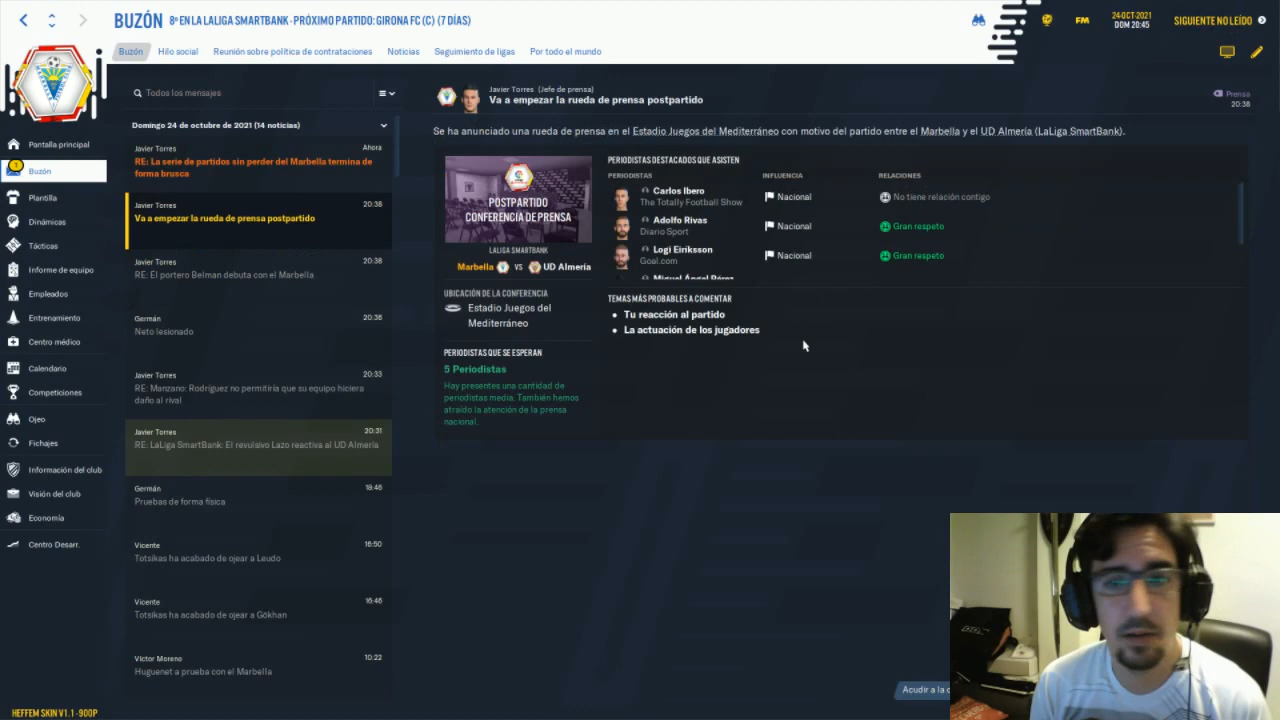 BUZÓN 8º EN LA LALIGA SMARTBANK - PRÓXIMO PARTIDO: GIRONA FC (C) (7 DÍAS)
FM
24-OCT-2021
DOM 20:45
SIGUIENTE NO LEÍDO
Buzón Hilo social Reunión sobre política de contrataciones Noticias Seguimiento de ligas Por todo el mundo
Pantalla principal
1
Buzón
Plantilla
Dinámicas
Tácticas
Informe de equipo
Empleados
Entrenamiento
Centro médico
Calendario
Competiciones
Ojeo
Fichajes
Información del club
Visión del club
Economía
Centro Desarr.
HEFFEM SKIN V1.1 - 900P
Todos los mensajes
Domingo 24 de octubre de 2021 (14 noticias)
Javier Torres Ahora
RE: La serie de partidos sin perder del Marbella termina de
forma brusca
Javier Torres 20:38
Va a empezar la rueda de prensa postpartido
Javier Torres 20:38
RE: El portero Belman debuta con el Marbella
Germán 20:36
Neto lesionado
Javier Torres 20:33
RE: Manzano: Rodríguez no permitiría que su equipo hiciera
daño al rival
Javier Torres 20:31
RE: LaLiga SmartBank: El revulsivo Lazo reactiva al UD Almería
Germán 19:46
Pruebas de forma física
Vicente 16:50
Totsikas ha acabado de ojear a Leudo
Vicente 16:46
Totsikas ha acabado de ojear a Gökhan
Víctor Moreno 10:22
Huguenet a prueba con el Marbella
Javier Torres (Jefe de prensa)
Va a empezar la rueda de prensa postpartido
Prensa
20:38
Se ha anunciado una rueda de prensa en el Estadio Juegos del Mediterráneo con motivo del partido entre el Marbella y el UD Almería (LaLiga SmartBank).
POSTPARTIDO
CONFERENCIA DE PRENSA
LALIGA SMARTBANK
Marbella VS UD Almería
UBICACIÓN DE LA CONFERENCIA
Estadio Juegos del
Mediterráneo
PERIODISTAS QUE SE ESPERAN
5 Periodistas
Hay presentes una cantidad de
periodistas media. También hemos
atraído la atención de la prensa
nacional.
PERIODISTAS DESTACADOS QUE ASISTEN
PERIODISTAS INFLUENCIA RELACIONES
Carlos Ibero
The Totally Football Show
Nacional
No tiene relación contigo
Adolfo Rivas
Diario Sport
Nacional
Gran respeto
Logi Eiriksson
Goal.com
Nacional
Gran respeto
Miguel Ángel Pérez
TEMAS MÁS PROBABLES A COMENTAR
Tu reacción al partido
La actuación de los jugadores
Acudir a la